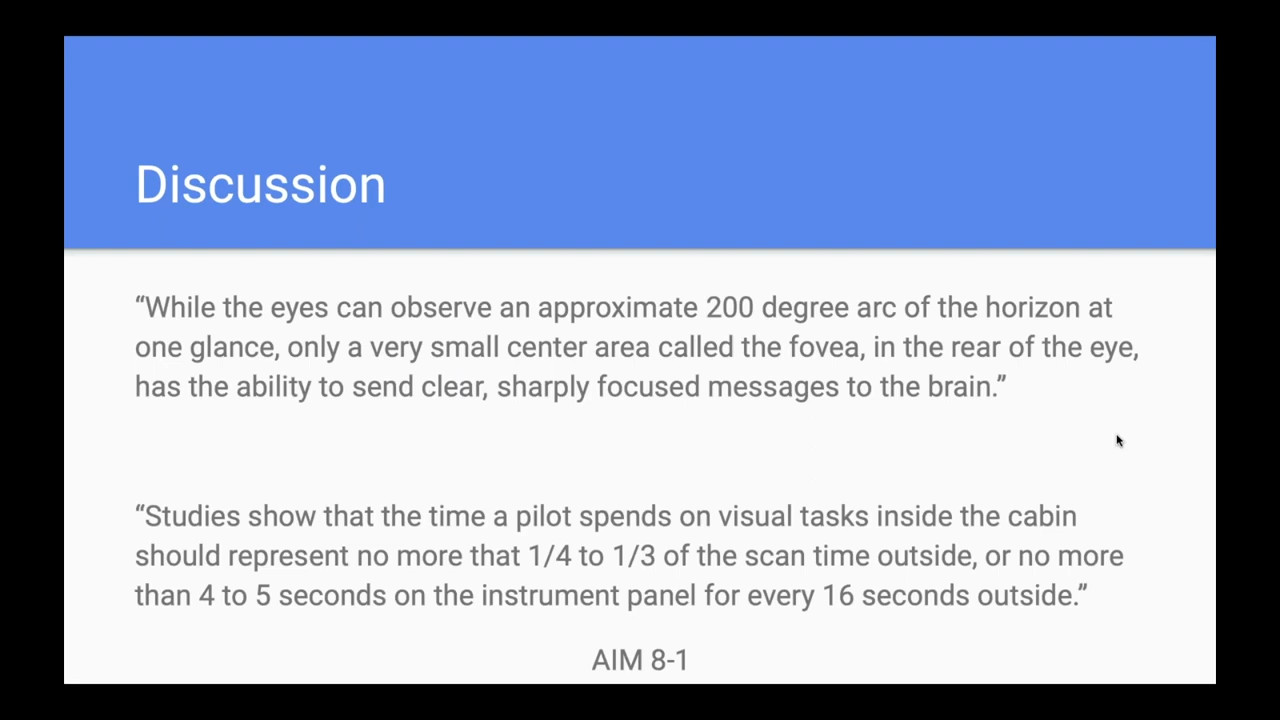 Discussion
“While the eyes can observe an approximate 200 degree arc of the horizon at
one glance, only a very small center area called the fovea, in the rear of the eye,
has the ability to send clear, sharply focused messages to the brain.”
“Studies show that the time a pilot spends on visual tasks inside the cabin
should represent no more that 1/4 to 1/3 of the scan time outside, or no more
than 4 to 5 seconds on the instrument panel for every 16 seconds outside.”
AIM 8-1